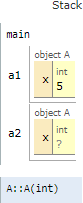 Stack
main
object A
a1
int
x
5
object A
a2
int
x
?
A::A(int)